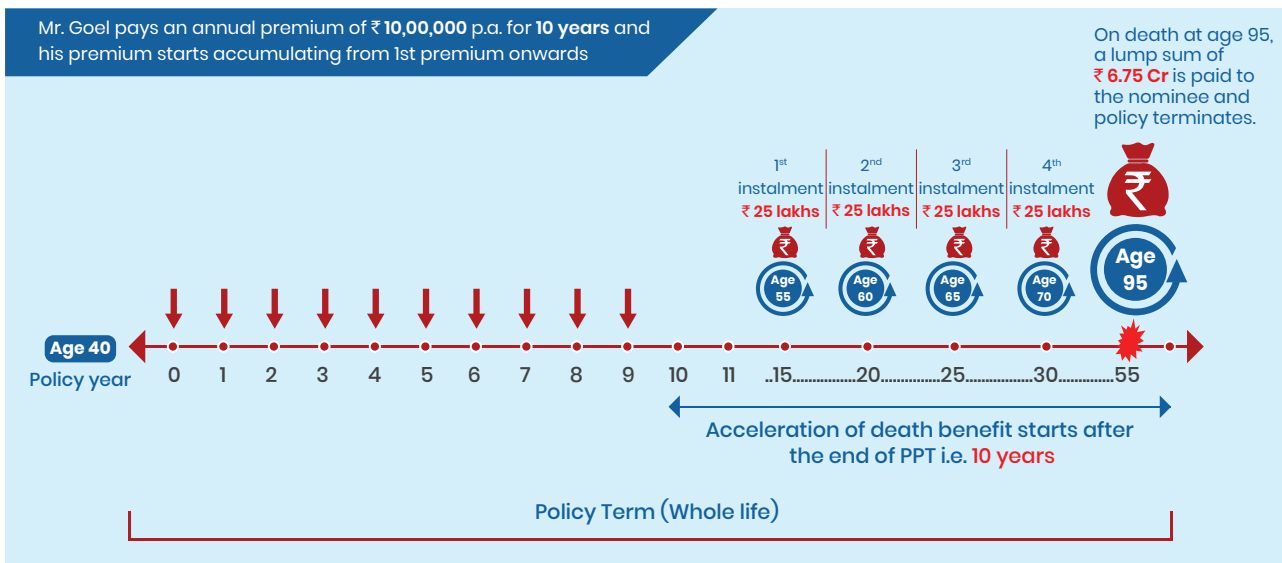 Mr. Goel pays an annual premium of ₹ 10,00,000 p.a. for 10 years and
his premium starts accumulating from 1st premium onwards
On death at age 95,
a lump sum of
₹ 6.75 Cr is paid to
the nominee and
policy terminates.
1st 2nd 3rd 4th
instalment instalment instalment instalment
₹ 25 lakhs ₹ 25 lakhs ₹ 25 lakhs ₹ 25 lakhs
₹ ₹ ₹ ₹ ₹
Age Age Age Age Age
55 60 65 70 95
Age 40
Policy year 0 1 2 3 4 5 6 7 8 9 10 11 ..15...............20...............25................30.............55
Acceleration of death benefit starts after
the end of PPT i.e. 10 years
Policy Term (Whole life)